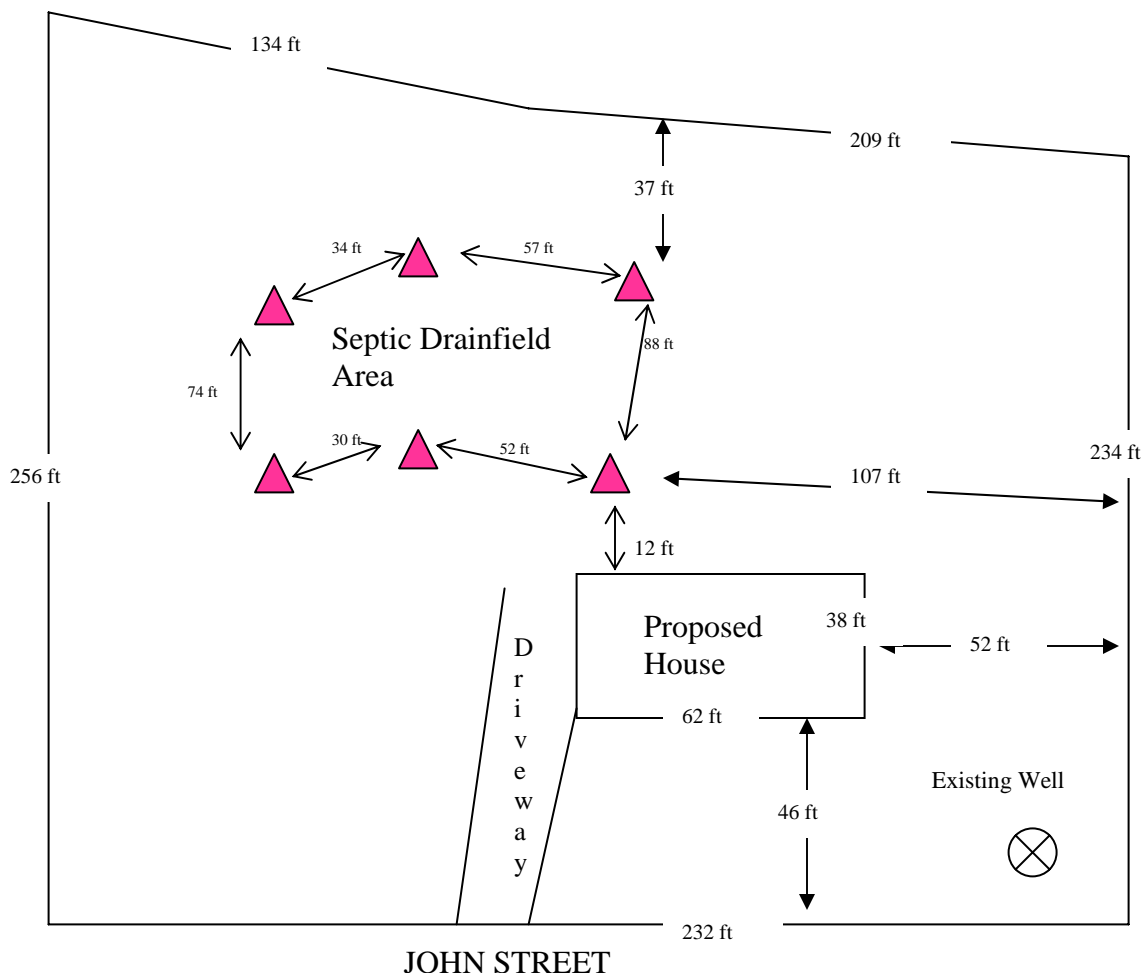 134 ft
209 ft
37 ft
34 ft
57 ft
Septic Drainfield
Area
88 ft
74 ft
30 ft
52 ft
256 ft
234 ft
107 ft
12 ft
Proposed
House
38 ft
52 ft
62 ft
Driveway
Existing Well
46 ft
232 ft
JOHN STREET